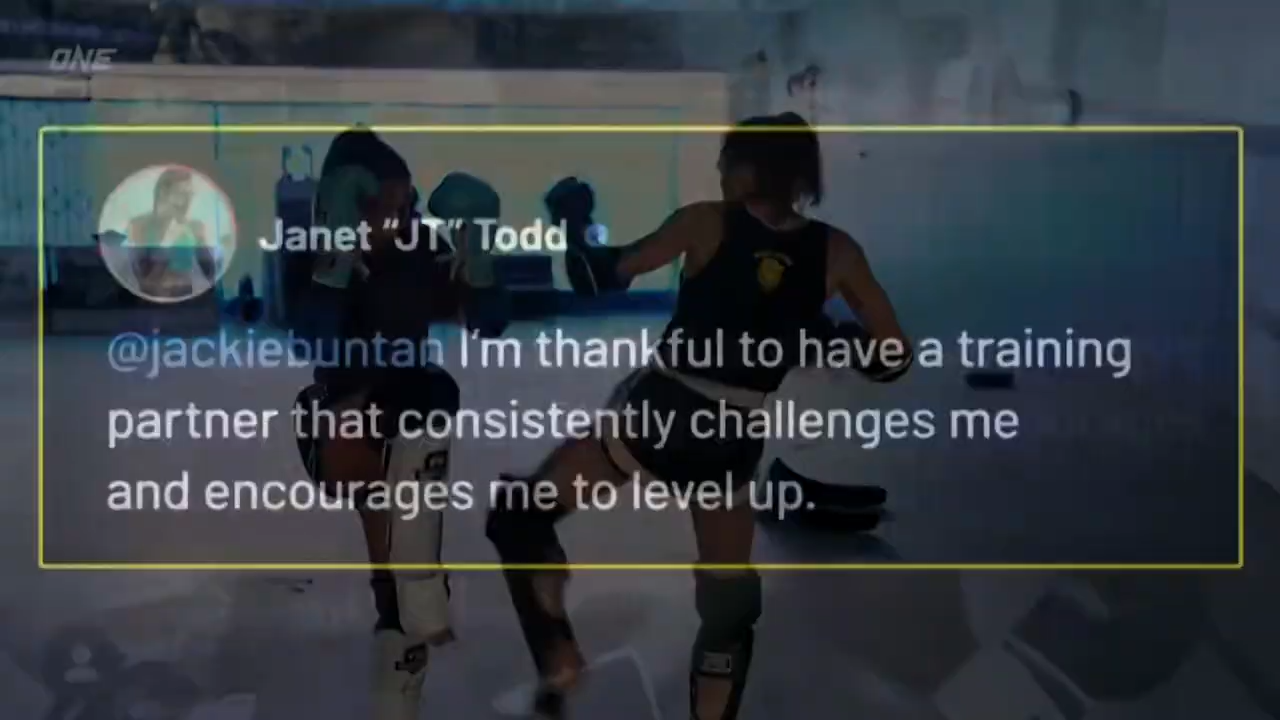 ONE
Janet “JT” Todd
@jackiebuntan I’m thankful to have a training
partner that consistently challenges me
and encourages me to level up.